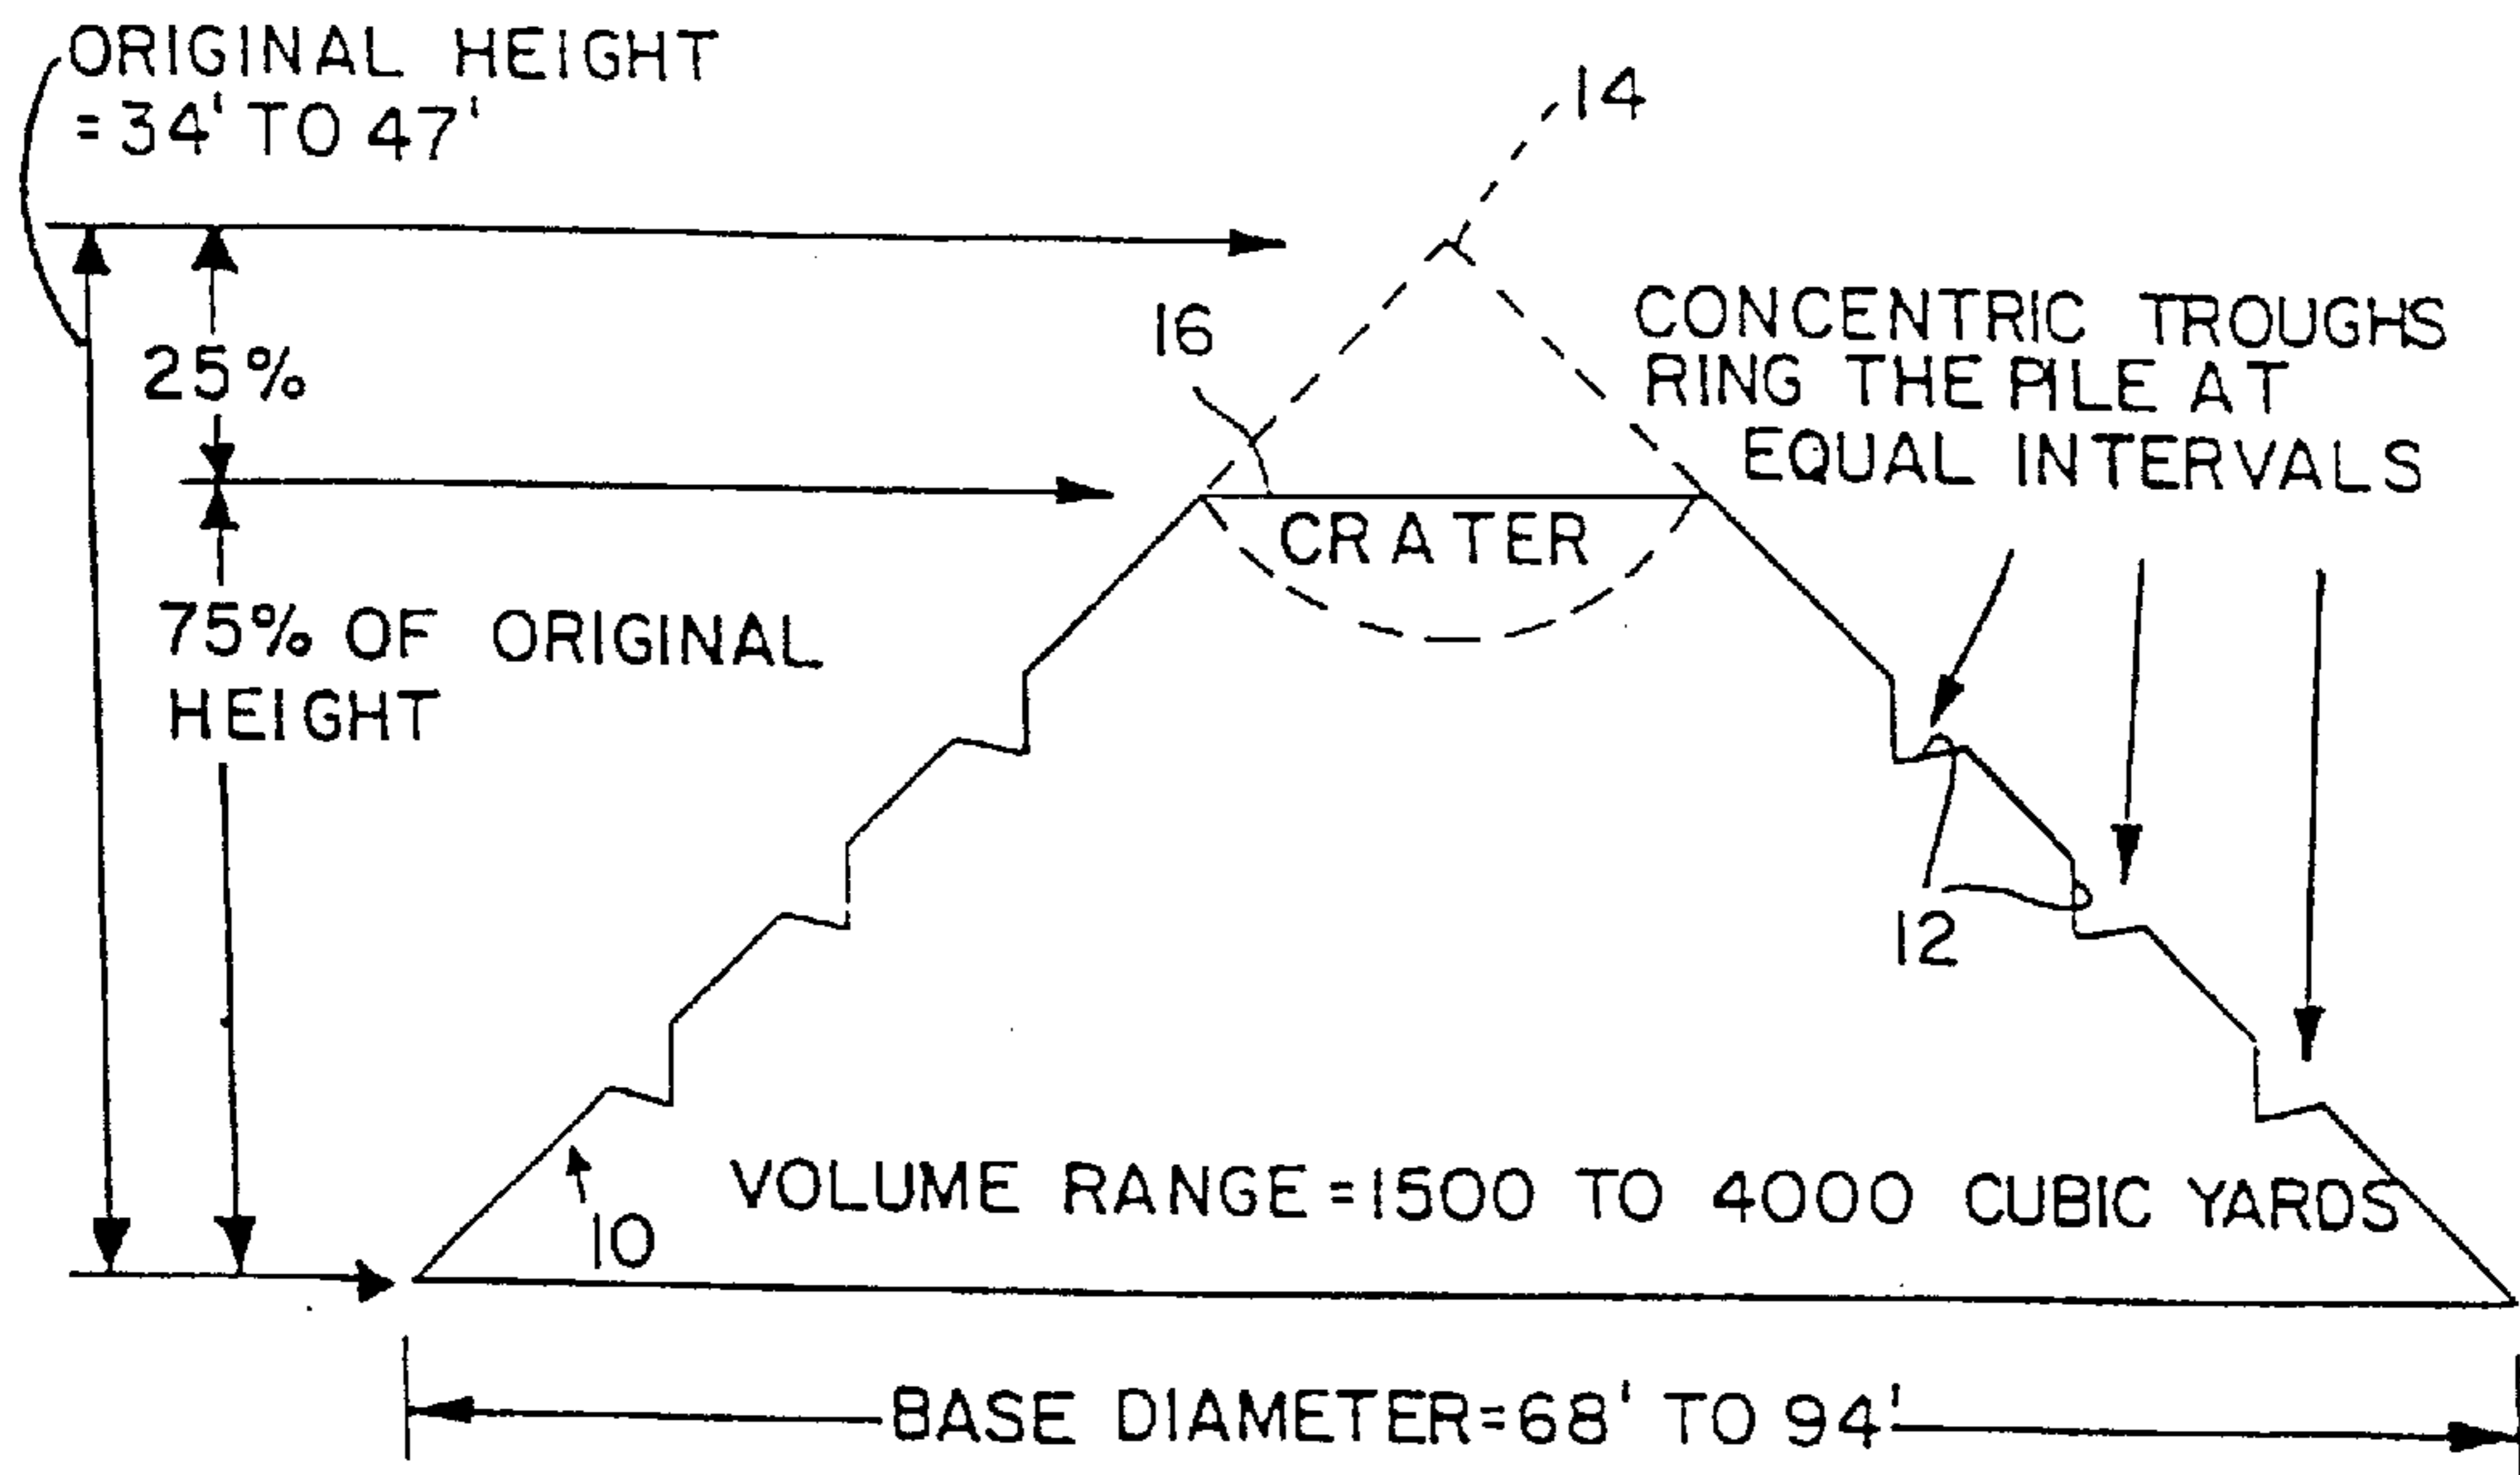 ORIGINAL HEIGHT
=34' TO 47'
14
16
25%
CONCENTRIC TROUGHS
RING THE PILE AT
EQUAL INTERVALS
CRATER
75% OF ORIGINAL
HEIGHT
12
VOLUME RANGE =1500 TO 4000 CUBIC YARDS
10
BASE DIAMETER=68' TO 94'